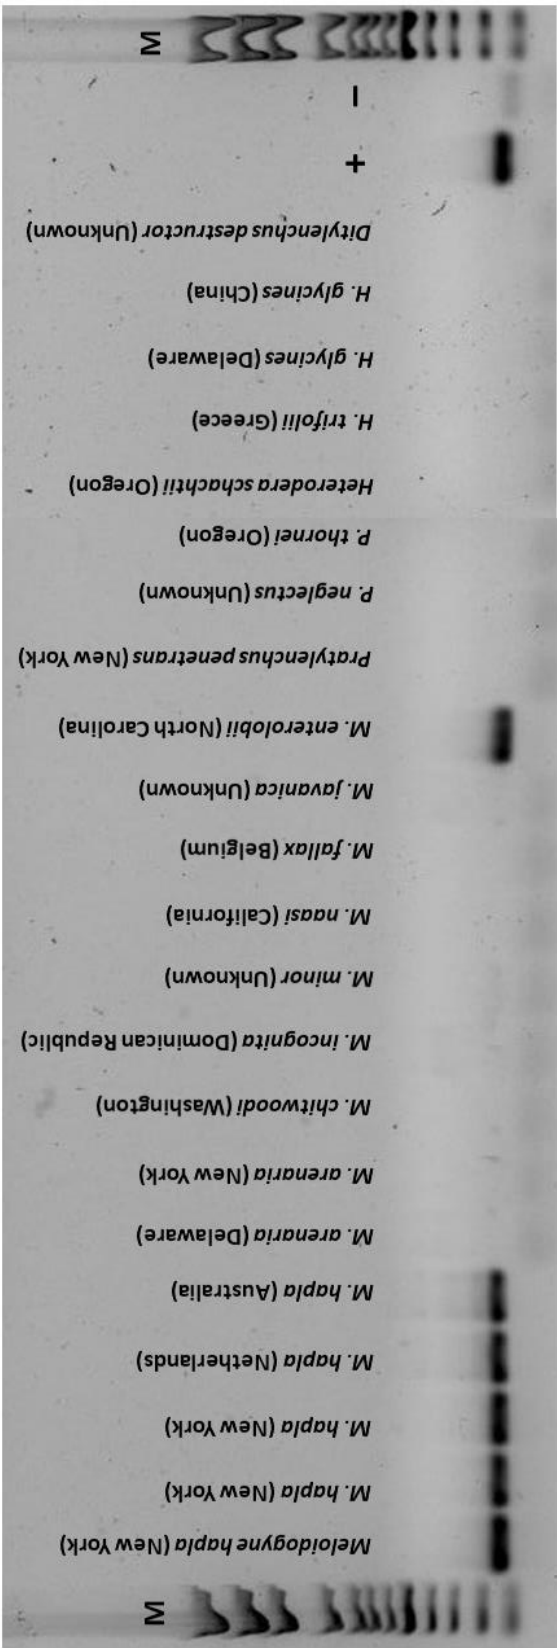 M
Meloidogyne hapla (New York)
M. hapla (New York)
M. hapla (New York)
M. hapla (Netherlands)
M. hapla (Australia)
M. arenaria (Delaware)
M. arenaria (New York)
M. chitwoodi (Washington)
M. incognita (Dominican Republic)
M. minor (Unknown)
M. naasi (California)
M. fallax (Belgium)
M. javanica (Unknown)
M. enterolobii (North Carolina)
Pratylenchus penetrans (New York)
P. neglectus (Unknown)
P. thornei (Oregon)
Heterodera schachtii (Oregon)
H. trifolii (Greece)
H. glycines (Delaware)
H. glycines (China)
Ditylenchus destructor (Unknown)
+
–
M